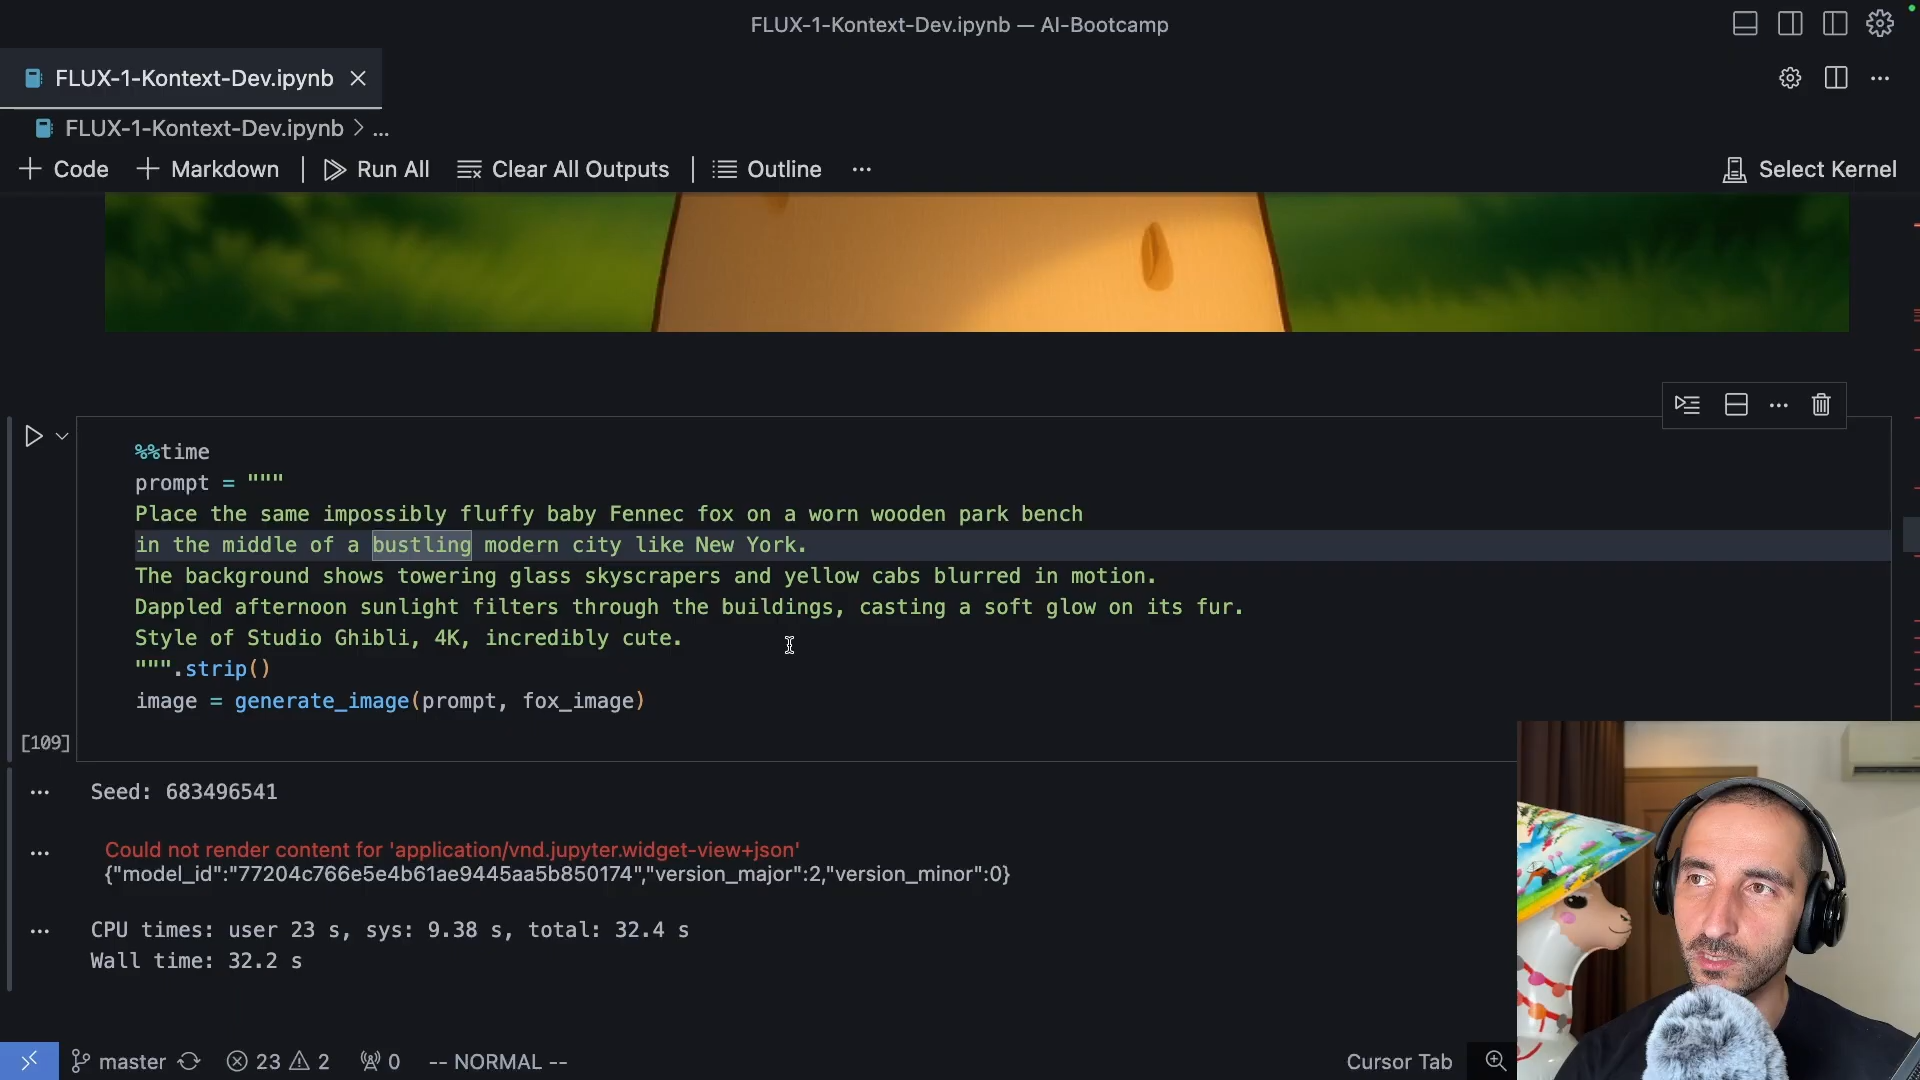 FLUX-1-Kontext-Dev.ipynb — AI-Bootcamp
FLUX-1-Kontext-Dev.ipynb
FLUX-1-Kontext-Dev.ipynb > ...
Code Markdown Run All Clear All Outputs Outline ... Select Kernel
%%time
prompt = """
Place the same impossibly fluffy baby Fennec fox on a worn wooden park bench
in the middle of a bustling modern city like New York.
The background shows towering glass skyscrapers and yellow cabs blurred in motion.
Dappled afternoon sunlight filters through the buildings, casting a soft glow on its fur.
Style of Studio Ghibli, 4K, incredibly cute.
""".strip()
image = generate_image(prompt, fox_image)
[109]
Seed: 683496541
Could not render content for 'application/vnd.jupyter.widget-view+json'
{"model_id":"77204c766e5e4b61ae9445aa5b850174","version_major":2,"version_minor":0}
CPU times: user 23 s, sys: 9.38 s, total: 32.4 s
Wall time: 32.2 s
master 23 2 0 -- NORMAL -- Cursor Tab